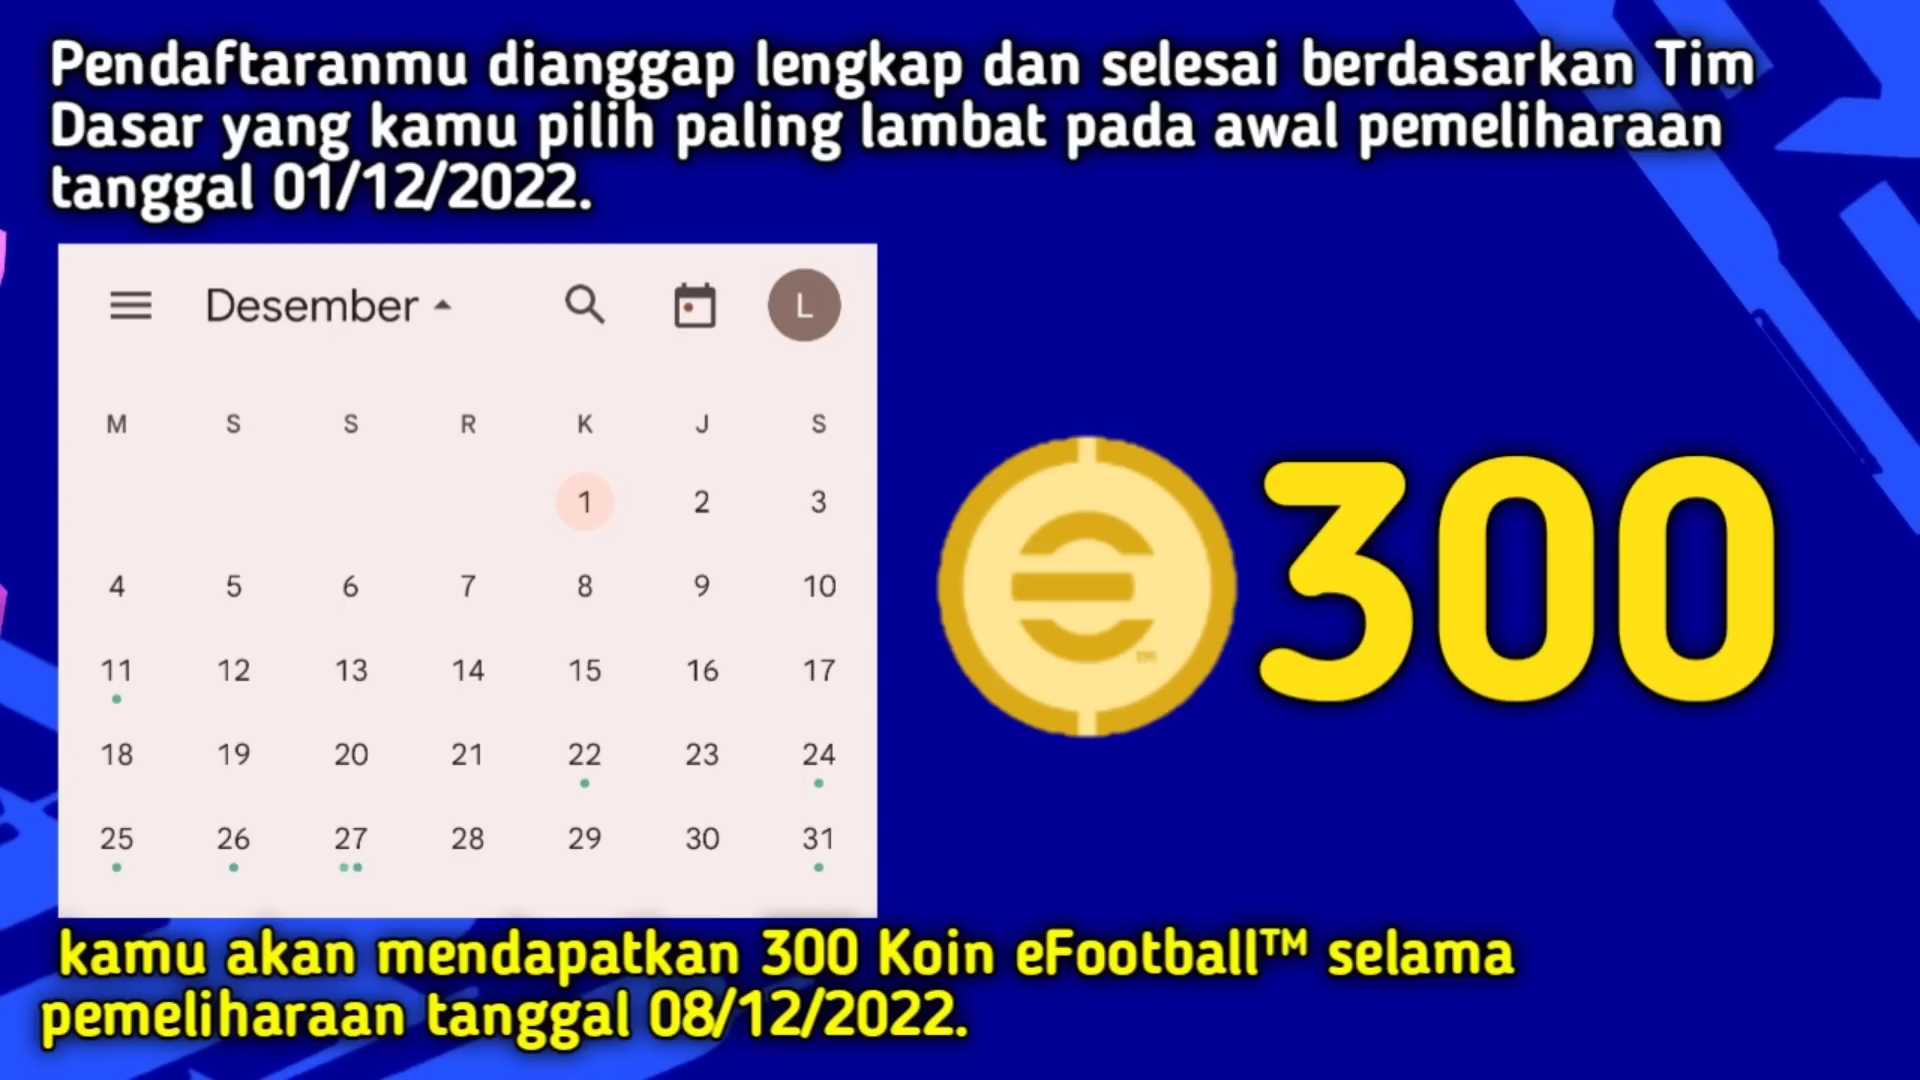 Pendaftaranmu dianggap lengkap dan selesai berdasarkan Tim
Dasar yang kamu pilih paling lambat pada awal pemeliharaan
tanggal 01/12/2022.
Desember
L
M S S R K J S
1 2 3
4 5 6 7 8 9 10
11 12 13 14 15 16 17
18 19 20 21 22 23 24
25 26 27 28 29 30 31
e™
300
kamu akan mendapatkan 300 Koin eFootball™ selama
pemeliharaan tanggal 08/12/2022.